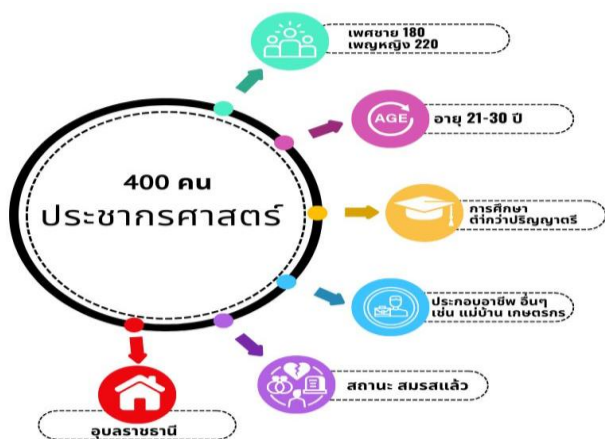 เพศชาย 180
เพญหญิง 220
AGE
อายุ 21-30 ปี
400 คน
ประชากรศาสตร์
การศึกษา
ต่ำกว่าปริญญาตรี
ประกอบอาชีพ อื่นๆ
เช่น แม่บ้าน เกษตรกร
สถานะ สมรสแล้ว
อุบลราชธานี